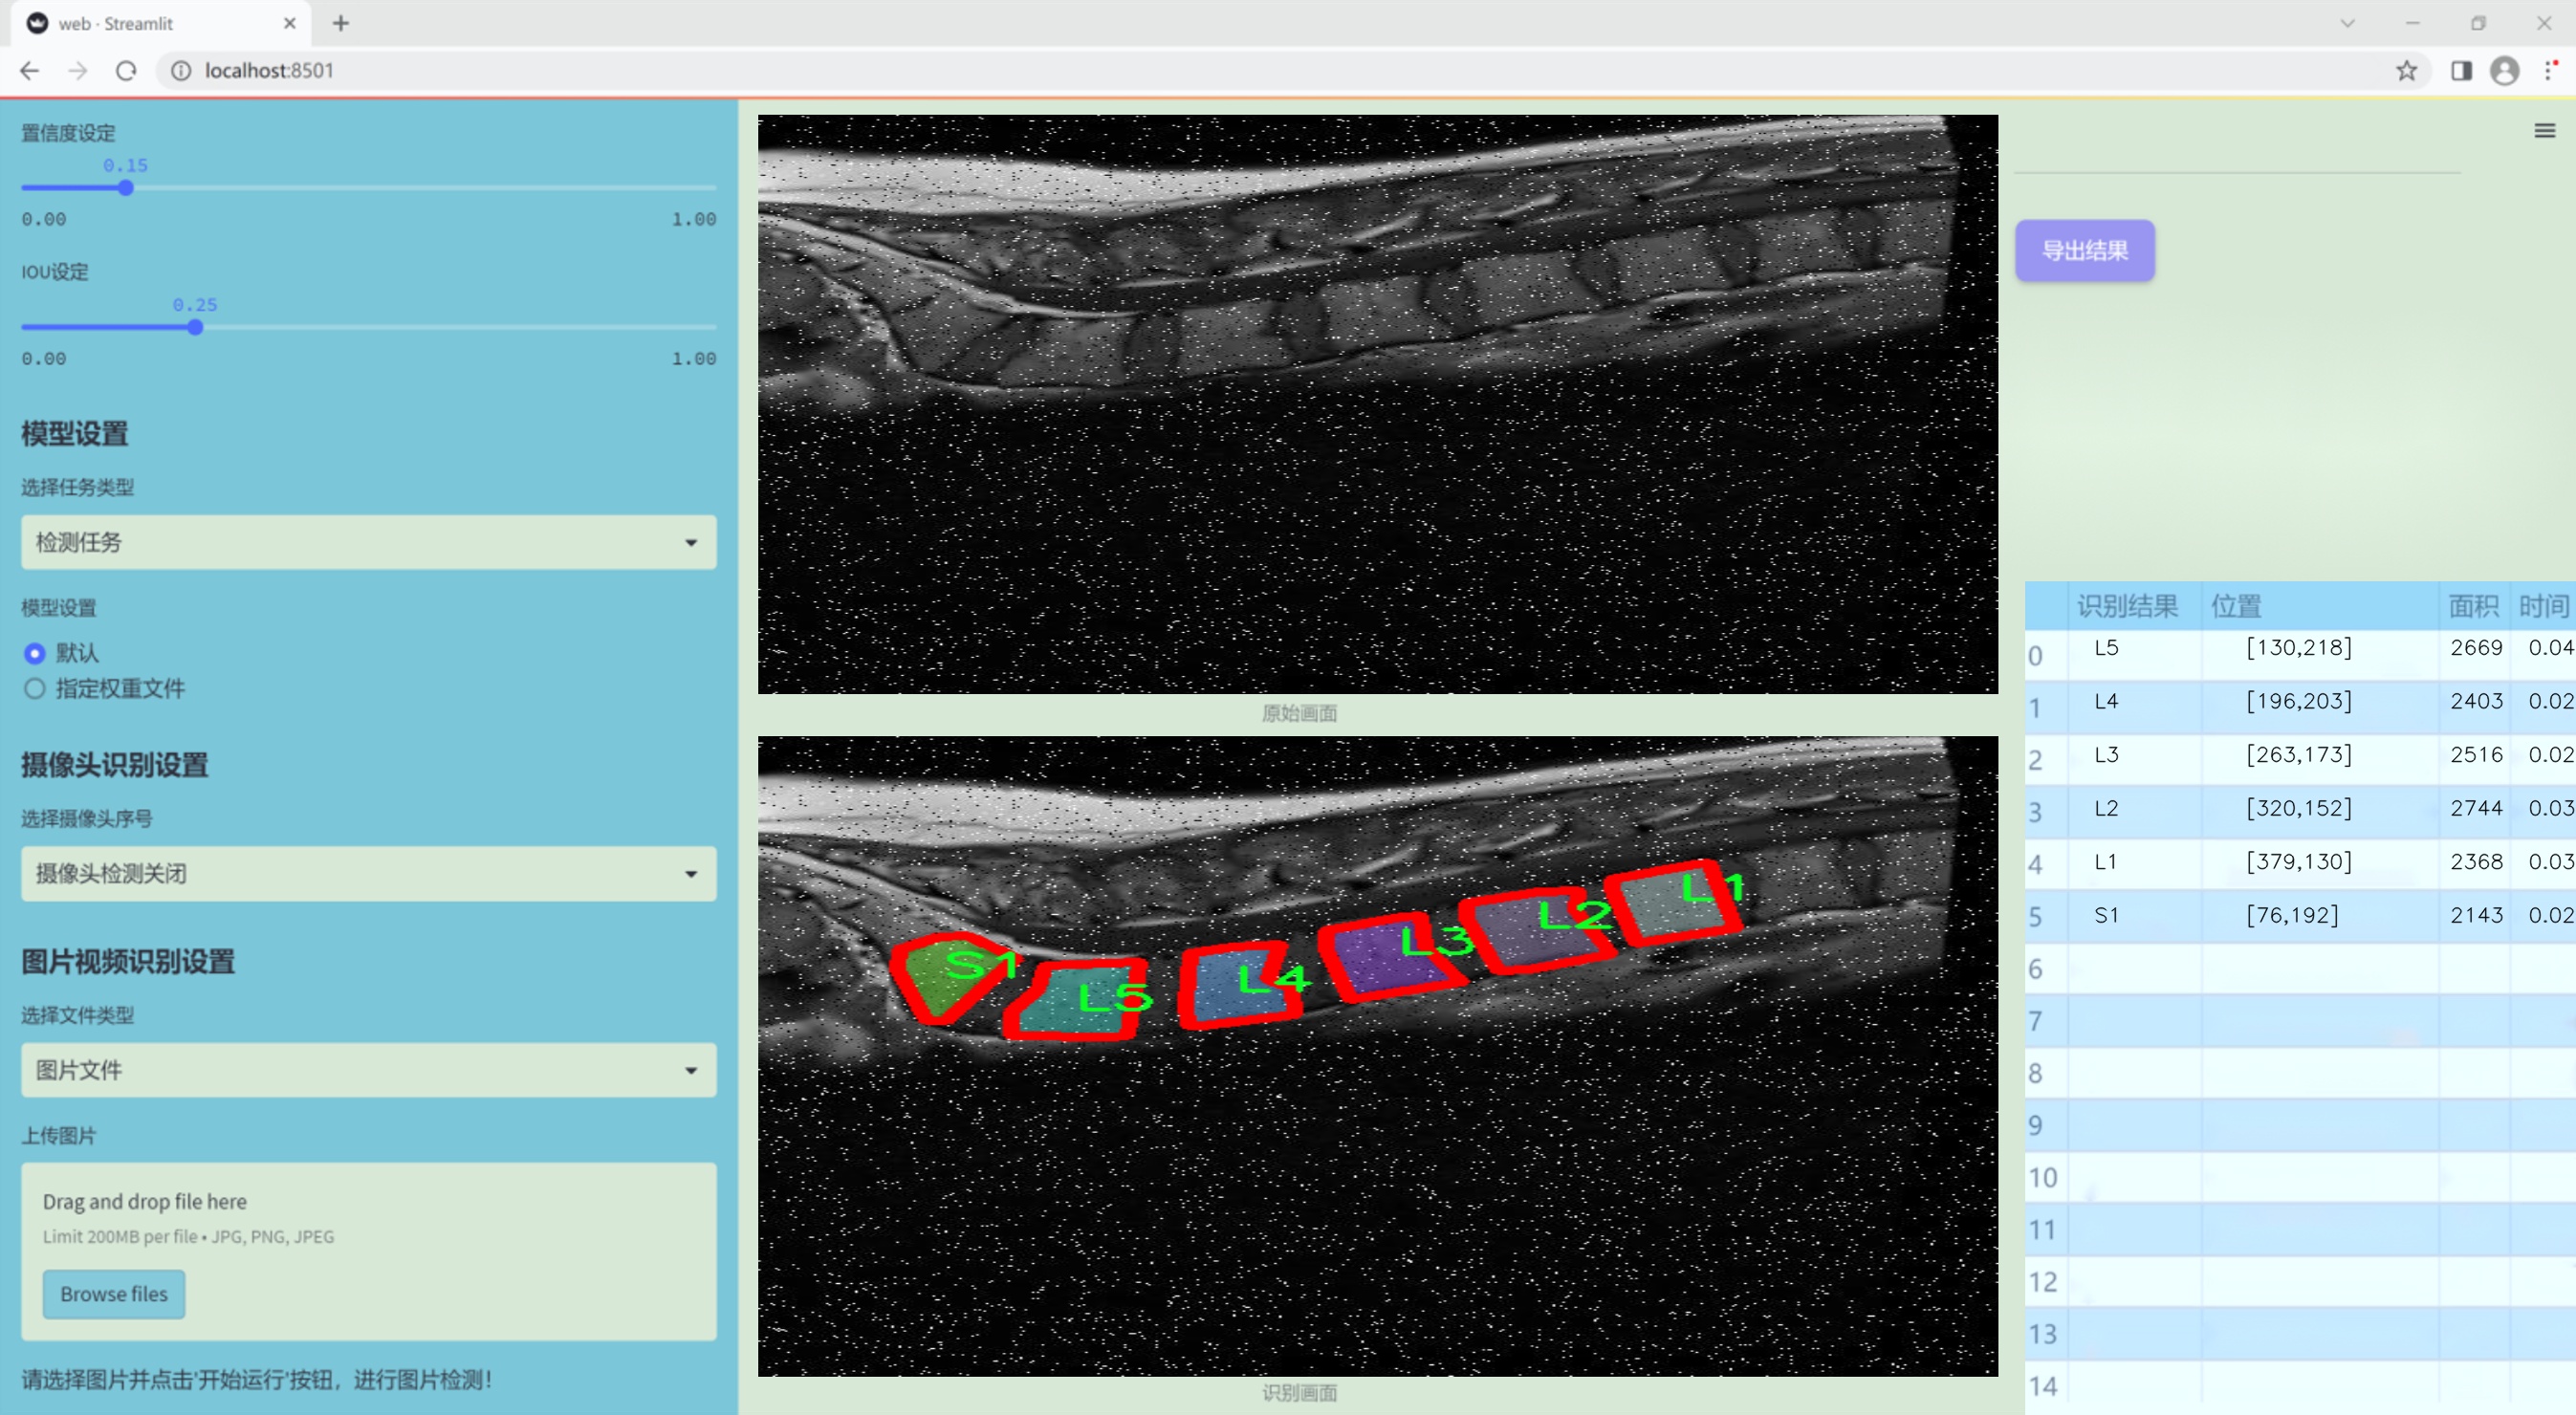 web · Streamlit
localhost:8501
置信度设定
0.15
0.00 1.00
IOU设定
0.25
0.00 1.00
模型设置
选择任务类型
检测任务
模型设置
默认
指定权重文件
摄像头识别设置
选择摄像头序号
摄像头检测关闭
图片视频识别设置
选择文件类型
图片文件
上传图片
Drag and drop file here
Limit 200MB per file • JPG, PNG, JPEG
Browse files
请选择图片并点击'开始运行'按钮，进行图片检测！
原始画面
S1
L5
L4
L3
L2
L1
识别画面
导出结果
识别结果 位置 面积 时间
0 L5 [130,218] 2669 0.04
1 L4 [196,203] 2403 0.02
2 L3 [263,173] 2516 0.02
3 L2 [320,152] 2744 0.03
4 L1 [379,130] 2368 0.03
5 S1 [76,192] 2143 0.02
6
7
8
9
10
11
12
13
14